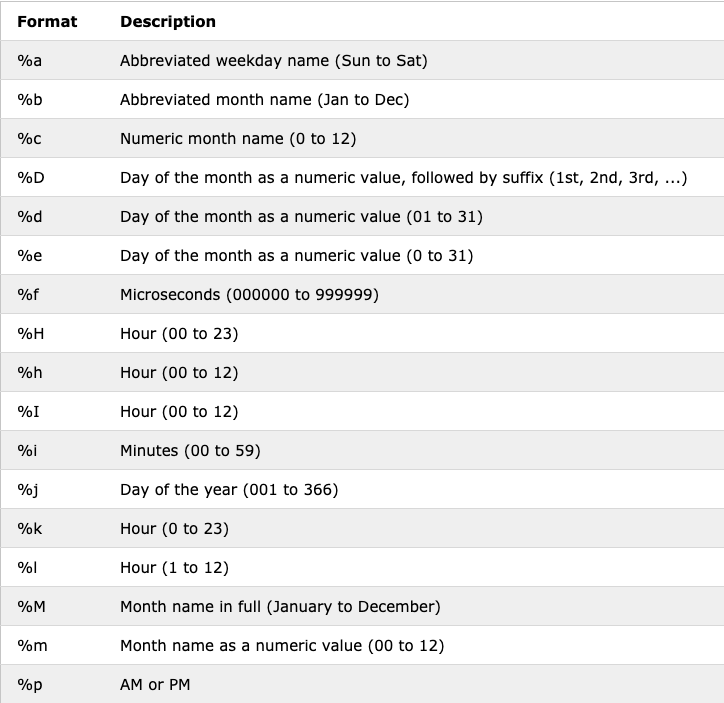 Format Description
%a Abbreviated weekday name (Sun to Sat)
%b Abbreviated month name (Jan to Dec)
%c Numeric month name (0 to 12)
%D Day of the month as a numeric value, followed by suffix (1st, 2nd, 3rd, ...)
%d Day of the month as a numeric value (01 to 31)
%e Day of the month as a numeric value (0 to 31)
%f Microseconds (000000 to 999999)
%H Hour (00 to 23)
%h Hour (00 to 12)
%I Hour (00 to 12)
%i Minutes (00 to 59)
%j Day of the year (001 to 366)
%k Hour (0 to 23)
%l Hour (1 to 12)
%M Month name in full (January to December)
%m Month name as a numeric value (00 to 12)
%p AM or PM